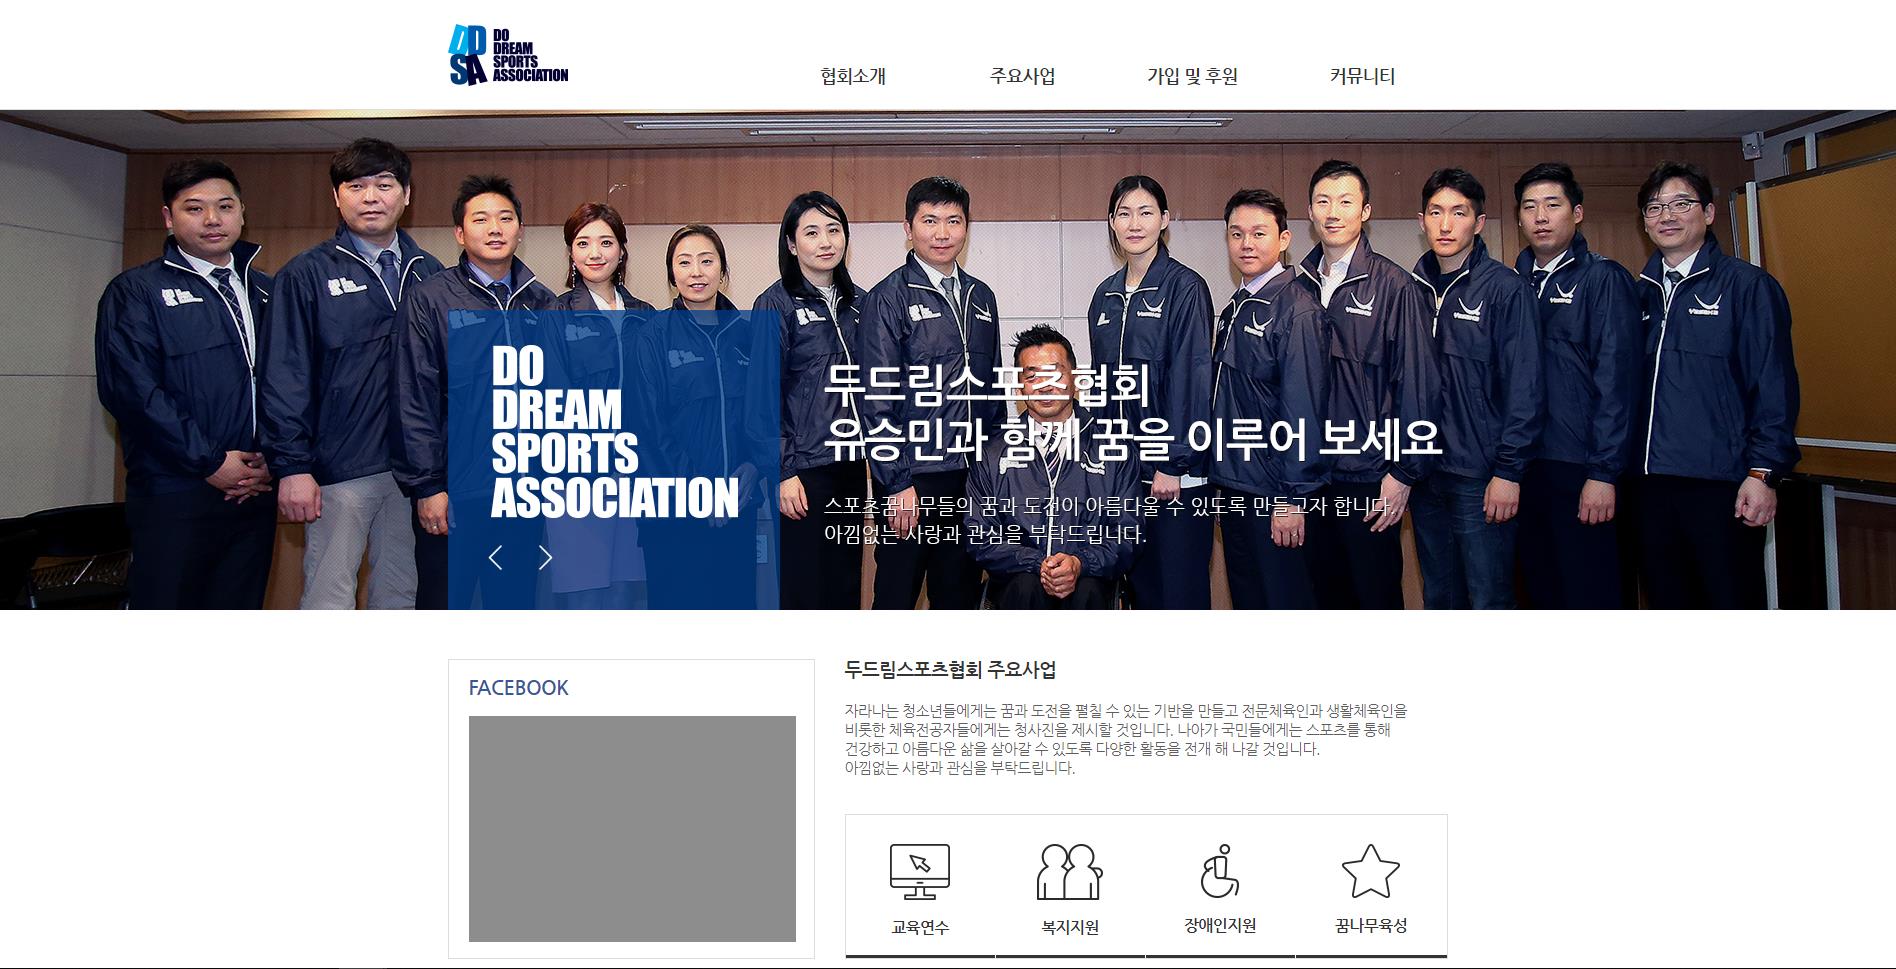 DO
DREAM
SPORTS
ASSOCIATION
협회소개
주요사업
가입 및 후원
커뮤니티
DO
DREAM
SPORTS
ASSOCIATION
두드림스포츠협회
유승민과 함께 꿈을 이루어 보세요
스포츠꿈나무들의 꿈과 도전이 아름다울 수 있도록 만들고자 합니다.
아낌없는 사랑과 관심을 부탁드립니다.
FACEBOOK
두드림스포츠협회 주요사업
자라나는 청소년들에게는 꿈과 도전을 펼칠 수 있는 기반을 만들고 전문체육인과 생활체육인을
비롯한 체육전공자들에게는 청사진을 제시할 것입니다. 나아가 국민들에게는 스포츠를 통해
건강하고 아름다운 삶을 살아갈 수 있도록 다양한 활동을 전개 해 나갈 것입니다.
아낌없는 사랑과 관심을 부탁드립니다.
교육연수
복지지원
장애인지원
꿈나무육성